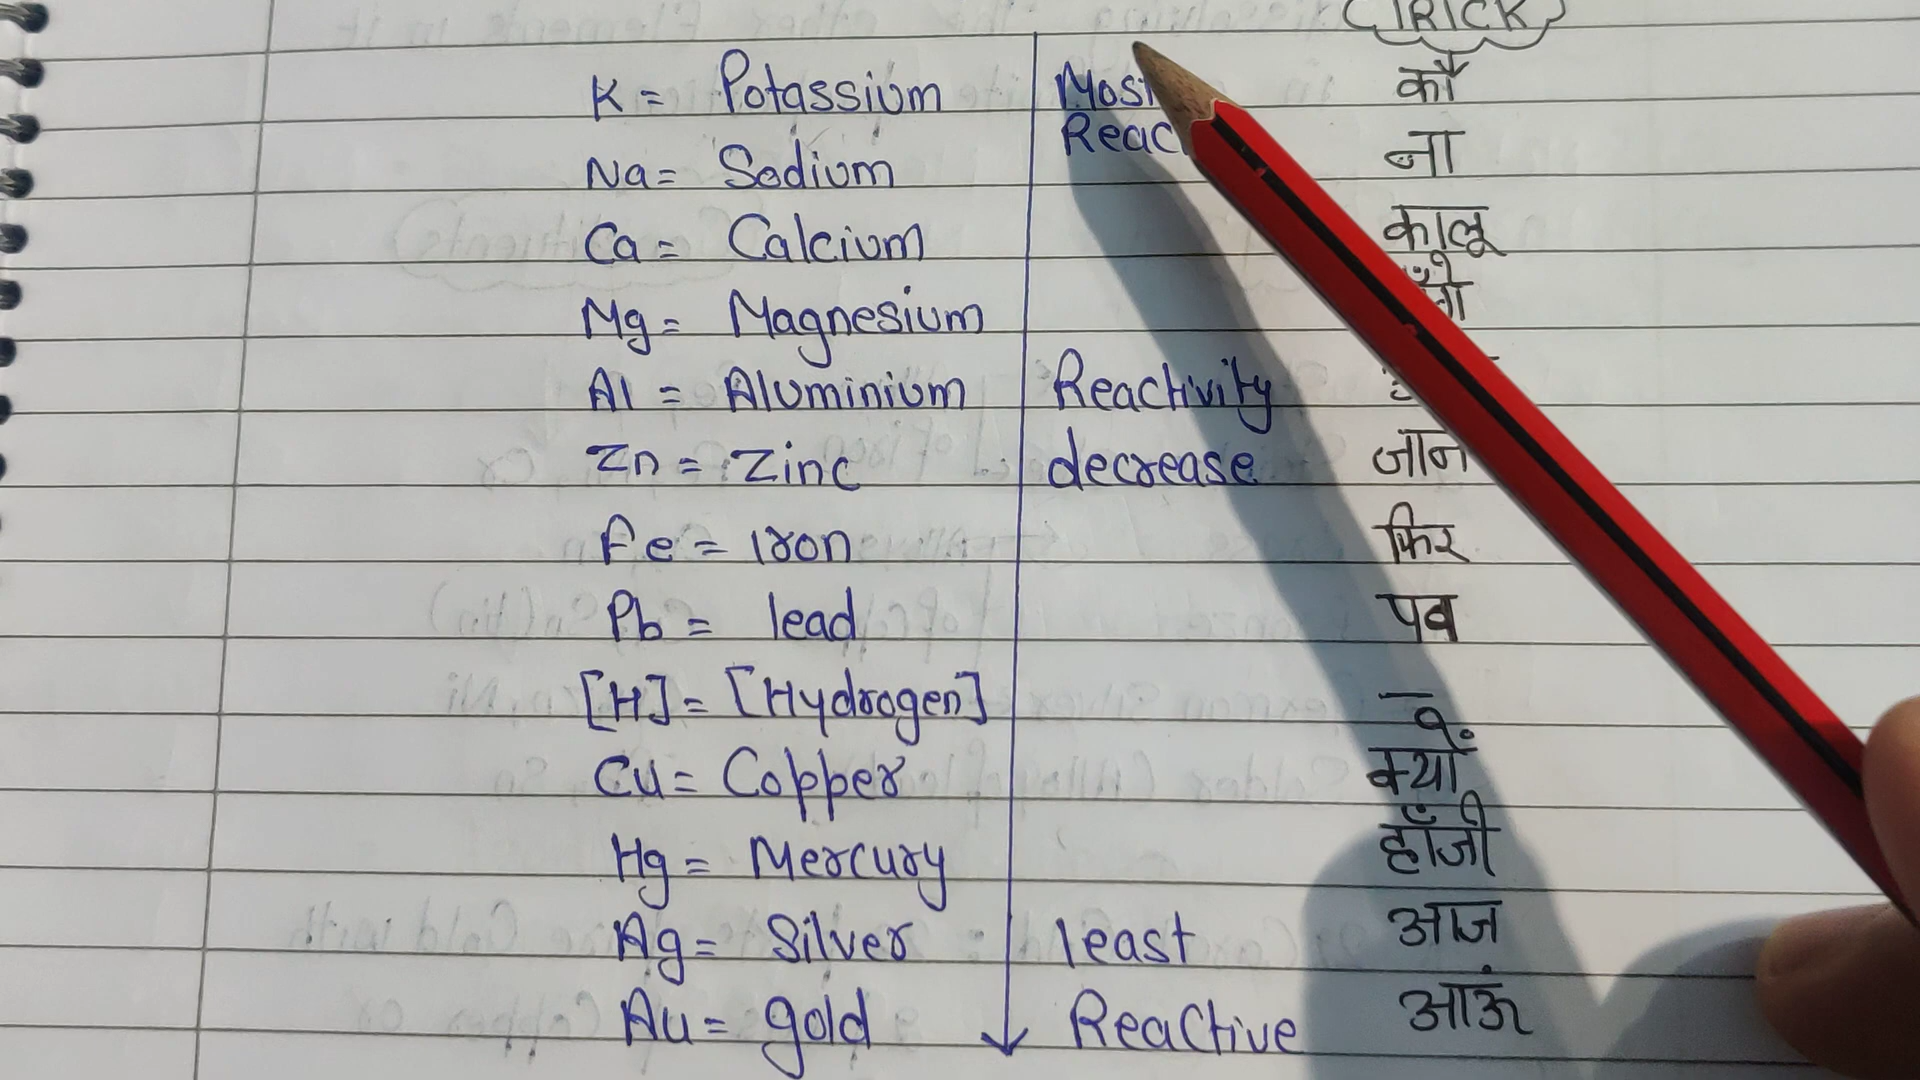 TRICK
K = Potassium Most कौ
Reac
Na = Sodium ना
Ca = Calcium कालू
Mg = Magnesium
Al = Aluminium Reactivity
Zn = Zinc decrease जान
Fe = Iron फिर
Pb = lead पब
[H] = [Hydrogen]
Cu = Copper क्यों
Hg = Mercury हाँजी
Ag = Silver least आज
Au = gold Reactive आऊं